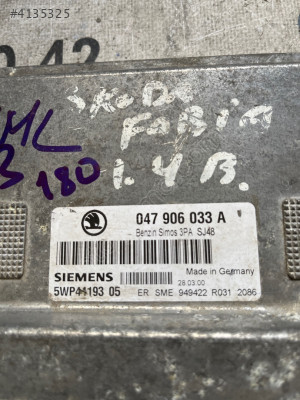 #4135325
SKODA
FABIA
1.4 B.
180
047 906 033 A
Benzin Simos 3PA SJ48
SIEMENS
Made in Germany
28.03.00
5WP44193 05
ER SME 949422 R031 2086